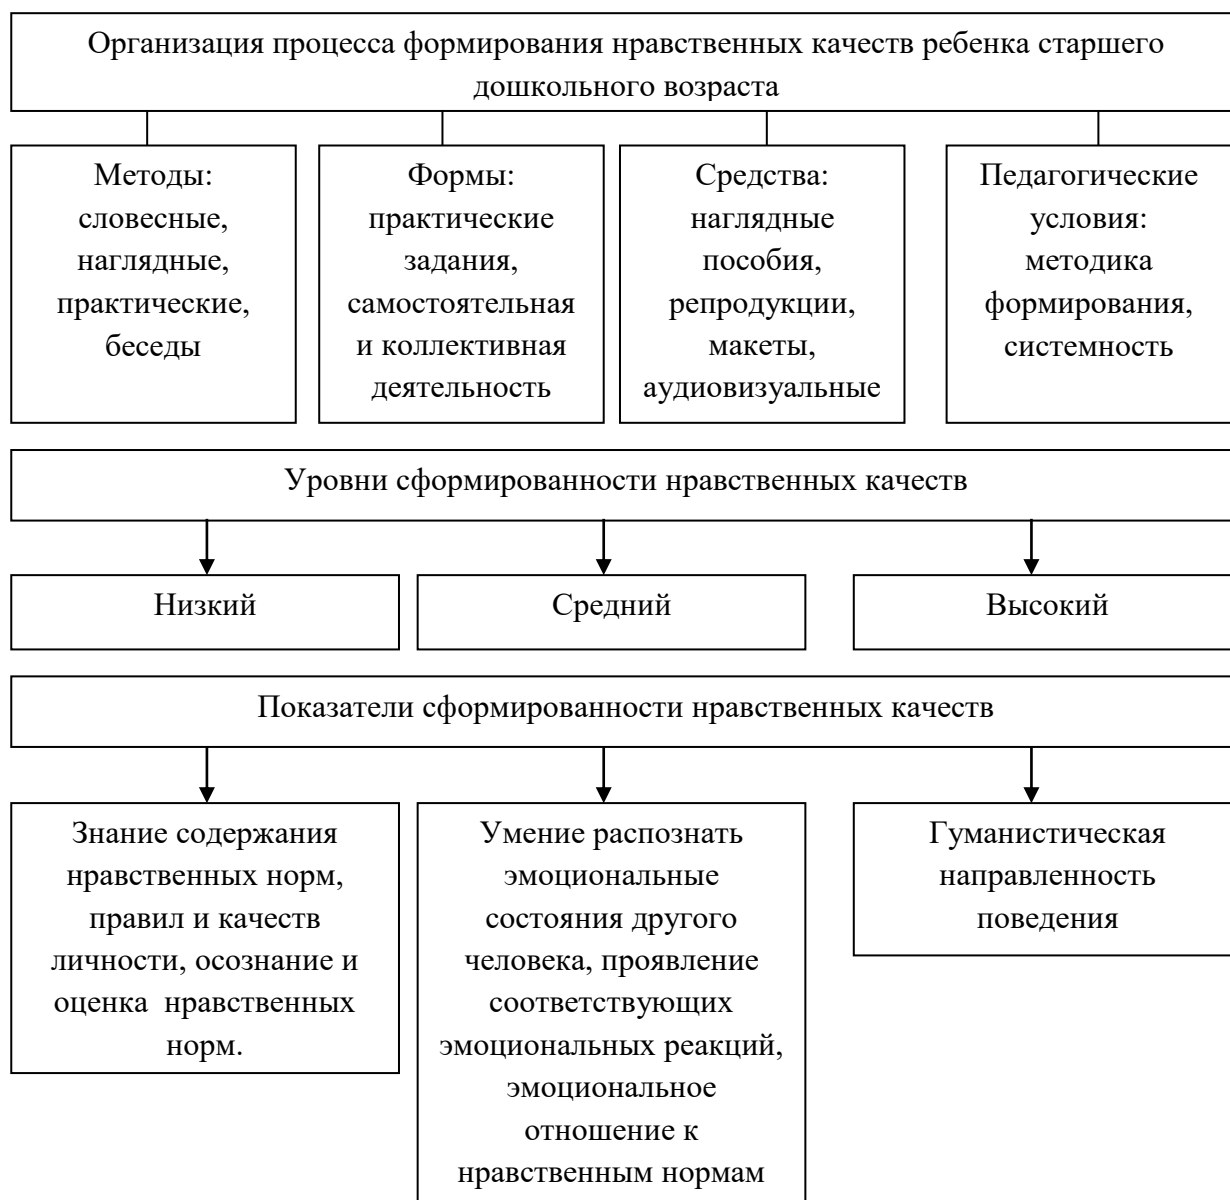 Организация процесса формирования нравственных качеств ребенка старшего
дошкольного возраста
Методы:
словесные,
наглядные,
практические,
беседы
Формы:
практические
задания,
самостоятельная
и коллективная
деятельность
Средства:
наглядные
пособия,
репродукции,
макеты,
аудиовизуальные
Педагогические
условия:
методика
формирования,
системность
Уровни сформированности нравственных качеств
Низкий
Средний
Высокий
Показатели сформированности нравственных качеств
Знание содержания
нравственных норм,
правил и качеств
личности, осознание и
оценка  нравственных
норм.
Умение распознать
эмоциональные
состояния другого
человека, проявление
соответствующих
эмоциональных реакций,
эмоциональное
отношение к
нравственным нормам
Гуманистическая
направленность
поведения